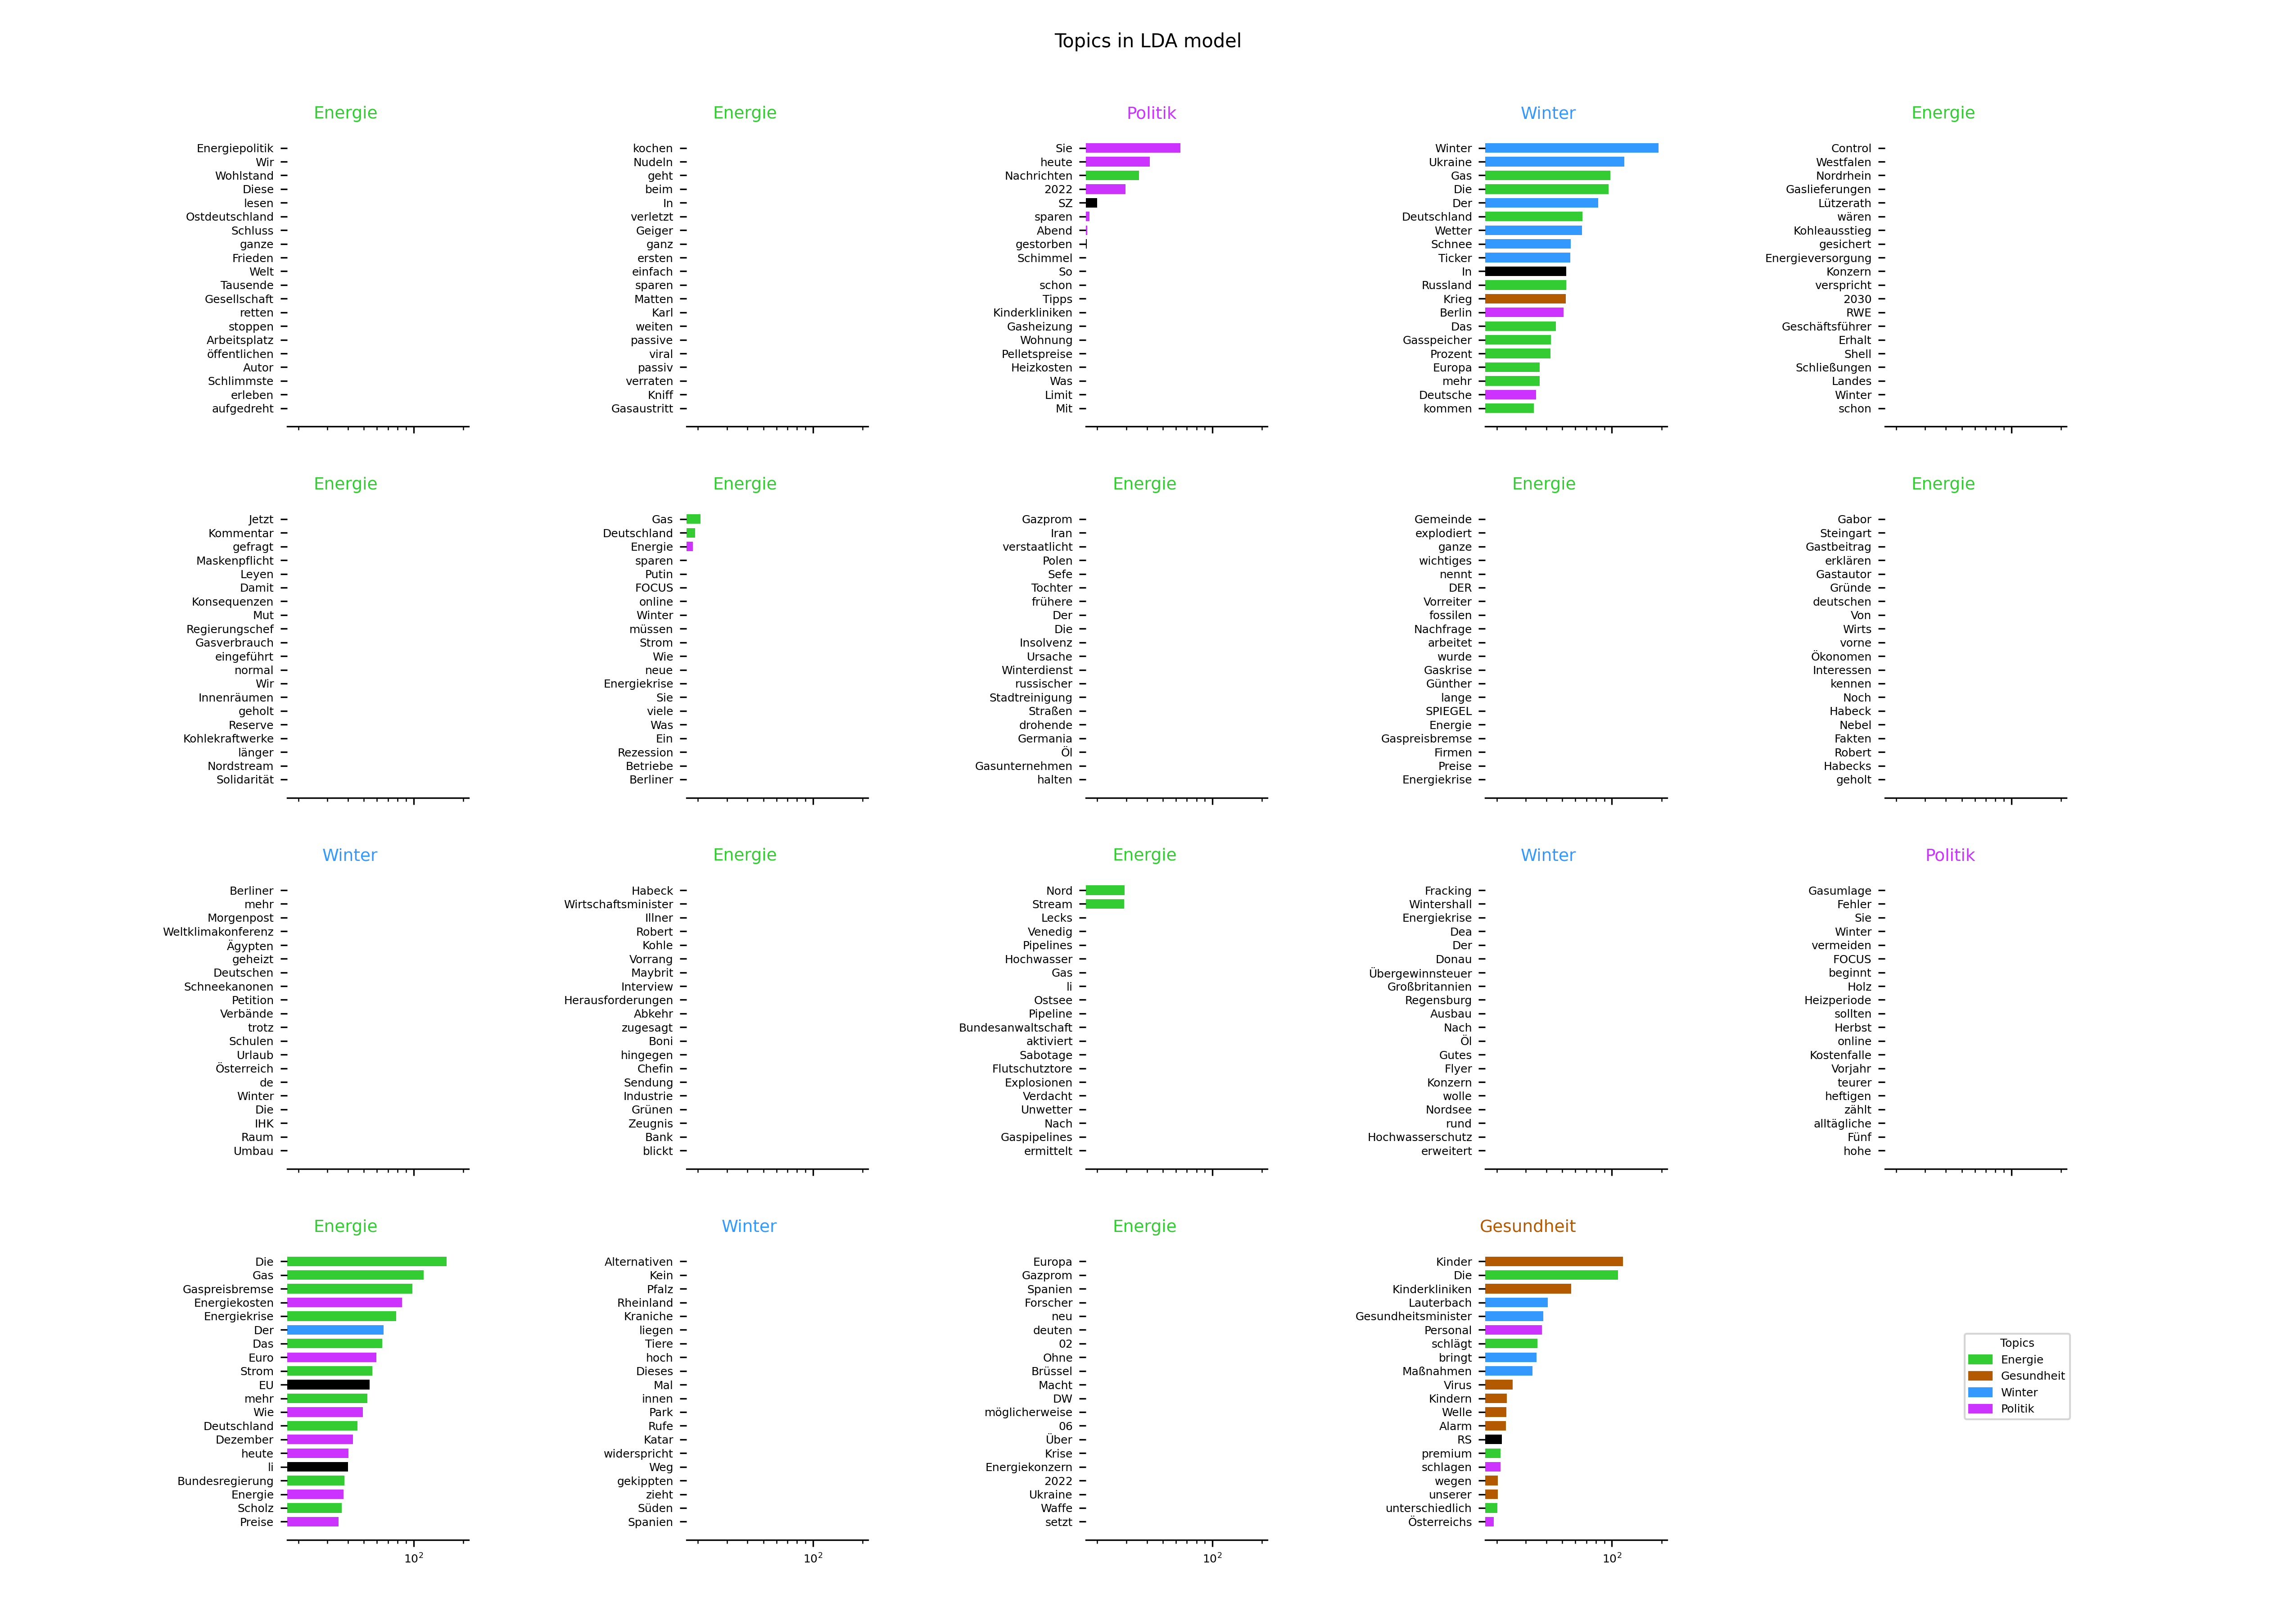 Topics in LDA model
Energie
Energiepolitik
Wir
Wohlstand
Diese
lesen
Ostdeutschland
Schluss
ganze
Frieden
Welt
Tausende
Gesellschaft
retten
stoppen
Arbeitsplatz
öffentlichen
Autor
Schlimmste
erleben
aufgedreht
Energie
kochen
Nudeln
geht
beim
In
verletzt
Geiger
ganz
ersten
einfach
sparen
Matten
Karl
weiten
passive
viral
passiv
verraten
Kniff
Gasaustritt
Politik
Sie
heute
Nachrichten
2022
SZ
sparen
Abend
gestorben
Schimmel
So
schon
Tipps
Kinderkliniken
Gasheizung
Wohnung
Pelletspreise
Heizkosten
Was
Limit
Mit
Winter
Winter
Ukraine
Gas
Die
Der
Deutschland
Wetter
Schnee
Ticker
In
Russland
Krieg
Berlin
Das
Gasspeicher
Prozent
Europa
mehr
Deutsche
kommen
Energie
Control
Westfalen
Nordrhein
Gaslieferungen
Lützerath
wären
Kohleausstieg
gesichert
Energieversorgung
Konzern
verspricht
2030
RWE
Geschäftsführer
Erhalt
Shell
Schließungen
Landes
Winter
schon
Energie
Jetzt
Kommentar
gefragt
Maskenpflicht
Leyen
Damit
Konsequenzen
Mut
Regierungschef
Gasverbrauch
eingeführt
normal
Wir
Innenräumen
geholt
Reserve
Kohlekraftwerke
länger
Nordstream
Solidarität
Energie
Gas
Deutschland
Energie
sparen
Putin
FOCUS
online
Winter
müssen
Strom
Wie
neue
Energiekrise
Sie
viele
Was
Ein
Rezession
Betriebe
Berliner
Energie
Gazprom
Iran
verstaatlicht
Polen
Sefe
Tochter
frühere
Der
Die
Insolvenz
Ursache
Winterdienst
russischer
Stadtreinigung
Straßen
drohende
Germania
Öl
Gasunternehmen
halten
Energie
Gemeinde
explodiert
ganze
wichtiges
nennt
DER
Vorreiter
fossilen
Nachfrage
arbeitet
wurde
Gaskrise
Günther
lange
SPIEGEL
Energie
Gaspreisbremse
Firmen
Preise
Energiekrise
Energie
Gabor
Steingart
Gastbeitrag
erklären
Gastautor
Gründe
deutschen
Von
Wirts
vorne
Ökonomen
Interessen
kennen
Noch
Habeck
Nebel
Fakten
Robert
Habecks
geholt
Winter
Berliner
mehr
Morgenpost
Weltklimakonferenz
Ägypten
geheizt
Deutschen
Schneekanonen
Petition
Verbände
trotz
Schulen
Urlaub
Österreich
de
Winter
Die
IHK
Raum
Umbau
Energie
Habeck
Wirtschaftsminister
Illner
Robert
Kohle
Vorrang
Maybrit
Interview
Herausforderungen
Abkehr
zugesagt
Boni
hingegen
Chefin
Sendung
Industrie
Grünen
Zeugnis
Bank
blickt
Energie
Nord
Stream
Lecks
Venedig
Pipelines
Hochwasser
Gas
li
Ostsee
Pipeline
Bundesanwaltschaft
aktiviert
Sabotage
Flutschutztore
Explosionen
Verdacht
Unwetter
Nach
Gaspipelines
ermittelt
Winter
Fracking
Wintershall
Energiekrise
Dea
Der
Donau
Übergewinnsteuer
Großbritannien
Regensburg
Ausbau
Nach
Öl
Gutes
Flyer
Konzern
wolle
Nordsee
rund
Hochwasserschutz
erweitert
Politik
Gasumlage
Fehler
Sie
Winter
vermeiden
FOCUS
beginnt
Holz
Heizperiode
sollten
Herbst
online
Kostenfalle
Vorjahr
teurer
heftigen
zählt
alltägliche
Fünf
hohe
Energie
Die
Gas
Gaspreisbremse
Energiekosten
Energiekrise
Der
Das
Euro
Strom
EU
mehr
Wie
Deutschland
Dezember
heute
li
Bundesregierung
Energie
Scholz
Preise
10²
Winter
Alternativen
Kein
Pfalz
Rheinland
Kraniche
liegen
Tiere
hoch
Dieses
Mal
innen
Park
Rufe
Katar
widerspricht
Weg
gekippten
zieht
Süden
Spanien
10²
Energie
Europa
Gazprom
Spanien
Forscher
neu
deuten
02
Ohne
Brüssel
Macht
DW
möglicherweise
06
Über
Krise
Energiekonzern
2022
Ukraine
Waffe
setzt
10²
Gesundheit
Kinder
Die
Kinderkliniken
Lauterbach
Gesundheitsminister
Personal
schlägt
bringt
Maßnahmen
Virus
Kindern
Welle
Alarm
RS
premium
schlagen
wegen
unserer
unterschiedlich
Österreichs
10²
Topics
Energie
Gesundheit
Winter
Politik